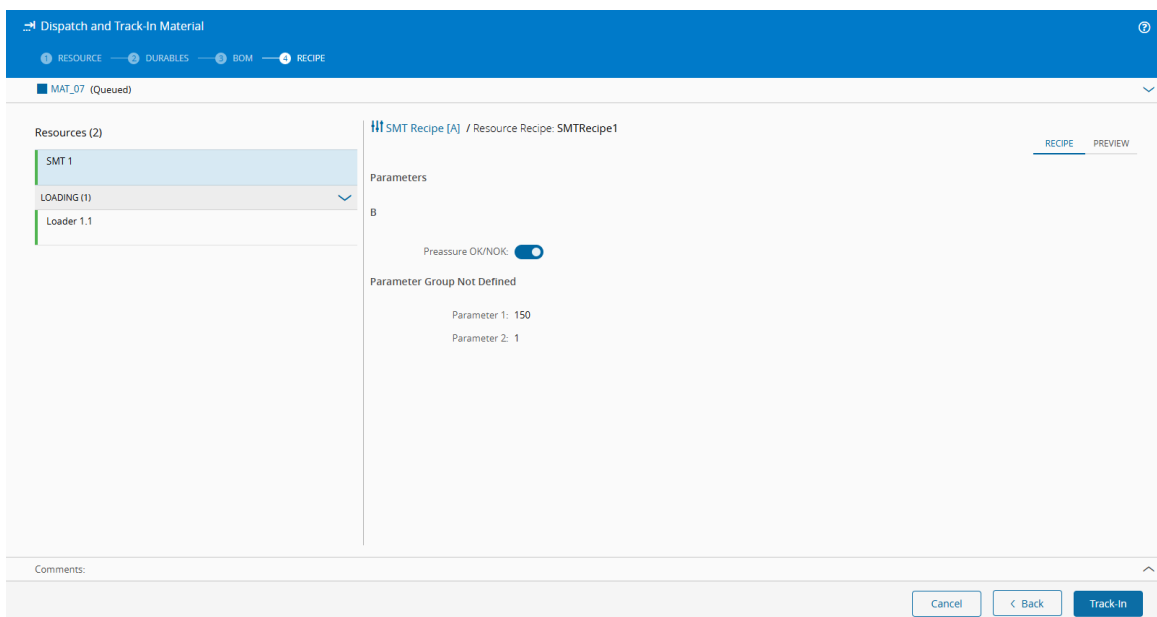 Dispatch and Track-In Material
1 RESOURCE 2 DURABLES 3 BOM 4 RECIPE
MAT_07 (Queued)
Resources (2)
SMT 1
LOADING (1)
Loader 1.1
SMT Recipe [A] / Resource Recipe: SMTRecipe1
RECIPE PREVIEW
Parameters
B
Preassure OK/NOK:
Parameter Group Not Defined
Parameter 1: 150
Parameter 2: 1
Comments:
Cancel < Back Track-In